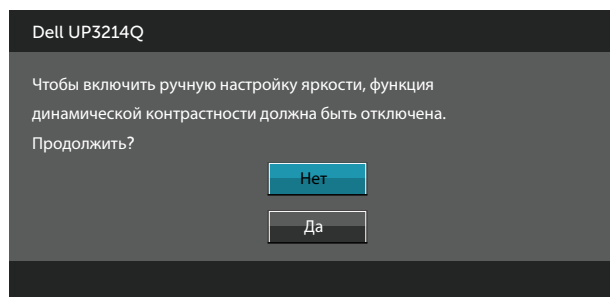 Dell UP3214Q
Чтобы включить ручную настройку яркости, функция
динамической контрастности должна быть отключена.
Продолжить?
Нет
Да